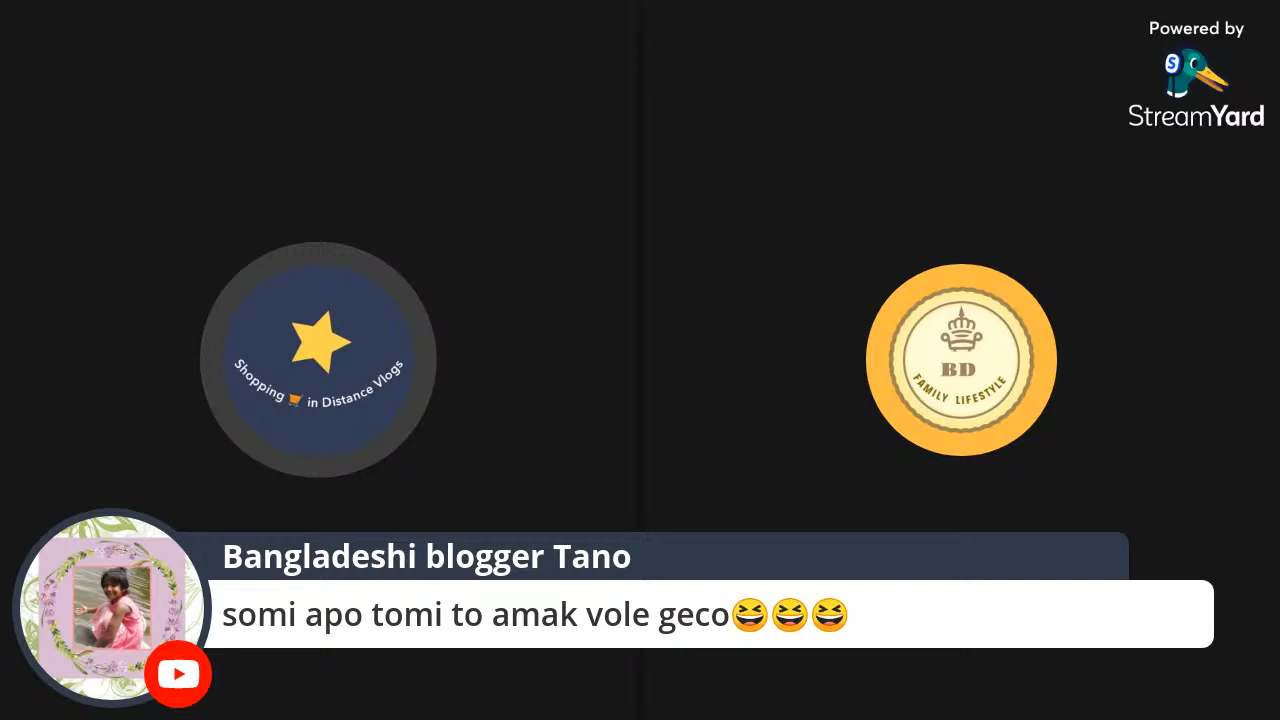 Powered by
S
StreamYard
Shopping 🛒 in Distance Vlogs
BD
FAMILY LIFESTYLE
Bangladeshi blogger Tano
somi apo tomi to amak vole geco😆😆😆